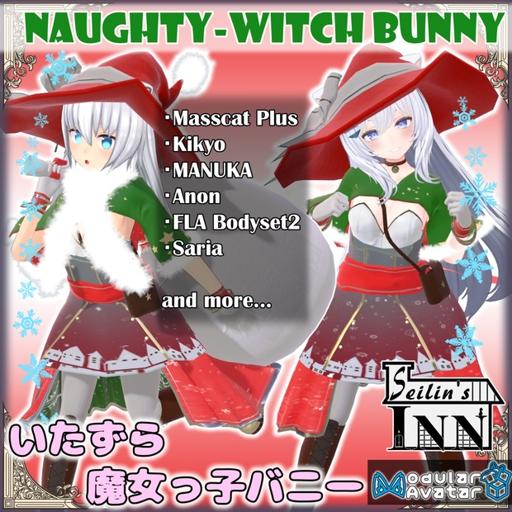 NAUGHTY-WITCH BUNNY
・Masscat Plus
・Kikyo
・MANUKA
・Anon
・FLA Bodyset2
・Saria
and more...
Seilin's
INN
いたずら
魔女っ子バニー
Modular
Avatar